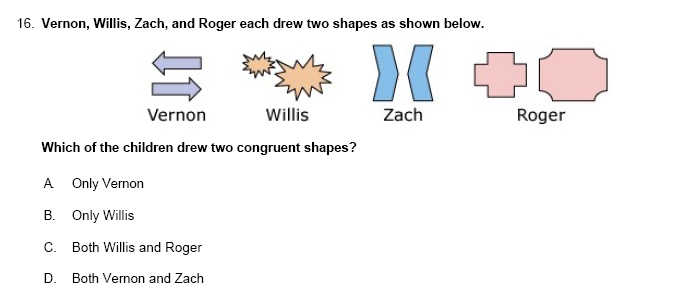 16. Vernon, Willis, Zach, and Roger each drew two shapes as shown below.
Vernon Willis Zach Roger
Which of the children drew two congruent shapes?
A Only Vernon
B. Only Willis
C. Both Willis and Roger
D. Both Vernon and Zach